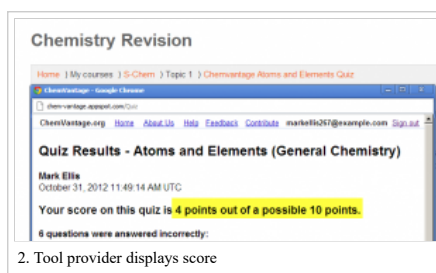 Chemistry Revision
Home ⟩ My courses ⟩ S-Chem ⟩ Topic 1 ⟩ Chemvantage Atoms and Elements Quiz
ChemVantage - Google Chrome
chem-vantage.appspot.com/Quiz
ChemVantage.org Home About Us Help Feedback Contribute markellis267@example.com Sign out
Quiz Results - Atoms and Elements (General Chemistry)
Mark Ellis
October 31, 2012 11:49:14 AM UTC
Your score on this quiz is 4 points out of a possible 10 points.
6 questions were answered incorrectly:
2. Tool provider displays score